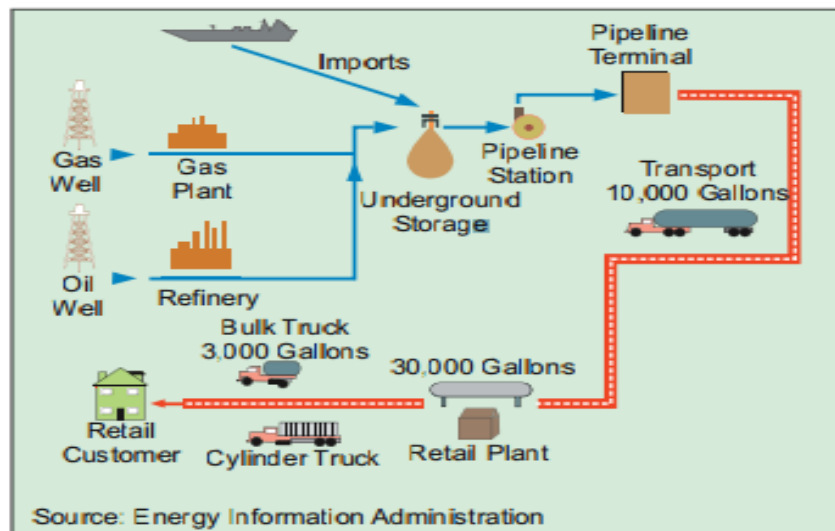 Imports
Pipeline
Terminal
Gas
Well
Gas
Plant
Underground
Storage
Pipeline
Station
Transport
10,000 Gallons
Oil
Well
Refinery
Bulk Truck
3,000 Gallons
30,000 Gallons
Retail
Customer
Cylinder Truck
Retail Plant
Source: Energy Information Administration